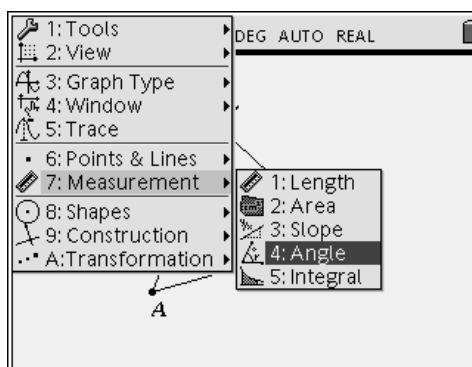 1: Tools
2: View
DEG AUTO REAL
3: Graph Type
4: Window
5: Trace
6: Points & Lines
7: Measurement
8: Shapes
9: Construction
A:Transformation
1: Length
2: Area
3: Slope
4: Angle
5: Integral
A